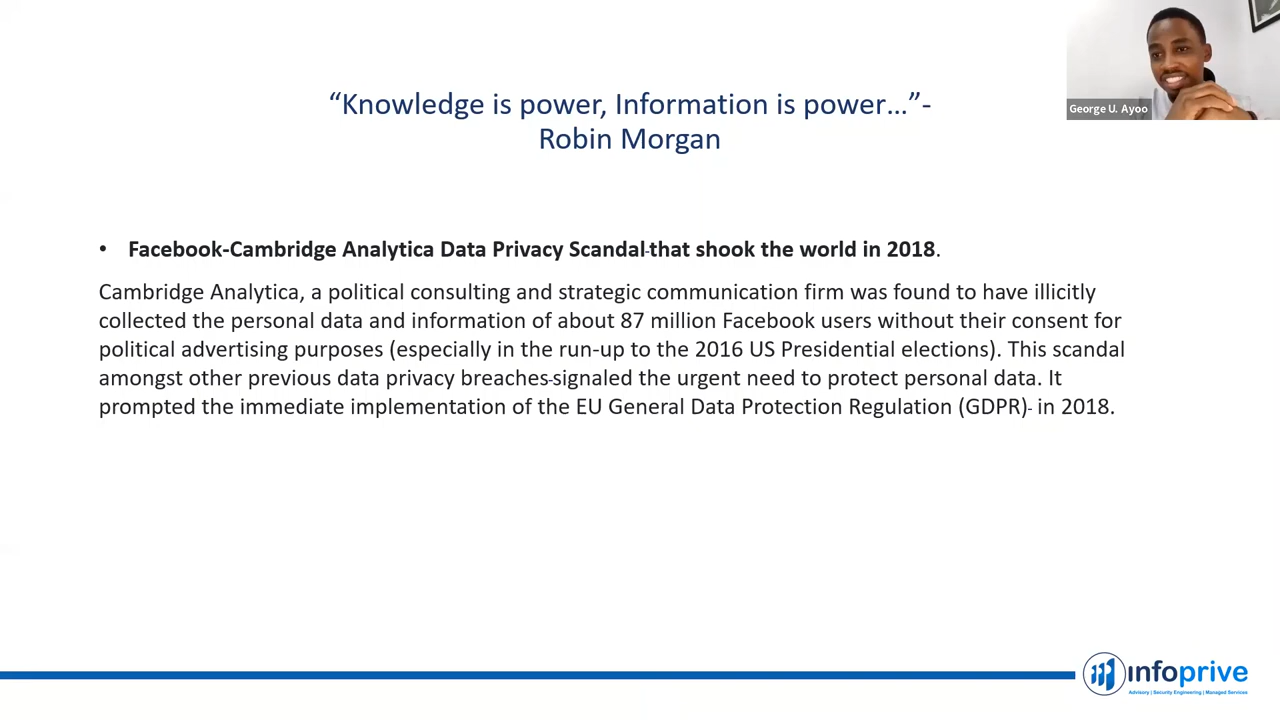 “Knowledge is power, Information is power…”-
Robin Morgan
George U. Ayoo
• Facebook-Cambridge Analytica Data Privacy Scandal-that shook the world in 2018.
Cambridge Analytica, a political consulting and strategic communication firm was found to have illicitly
collected the personal data and information of about 87 million Facebook users without their consent for
political advertising purposes (especially in the run-up to the 2016 US Presidential elections). This scandal
amongst other previous data privacy breaches-signaled the urgent need to protect personal data. It
prompted the immediate implementation of the EU General Data Protection Regulation (GDPR)- in 2018.
infoprive
Advisory | Security Engineering | Managed Services